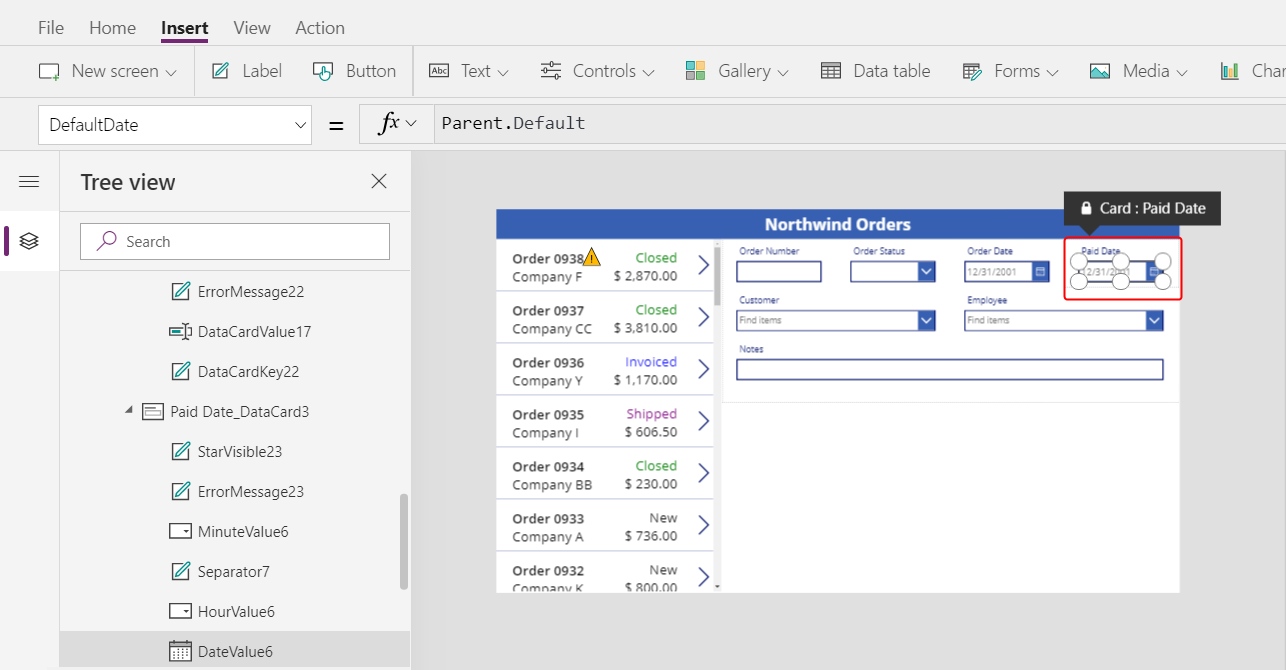 File Home Insert View Action
New screen Label Button Abc Text Controls Gallery Data table Forms Media Char
DefaultDate = fx Parent.Default
Tree view
Search
ErrorMessage22
DataCardValue17
DataCardKey22
Paid Date_DataCard3
StarVisible23
ErrorMessage23
MinuteValue6
Separator7
HourValue6
DateValue6
Card : Paid Date
Northwind Orders
Order 0938 Closed
Company F $ 2,870.00
Order 0937 Closed
Company CC $ 3,810.00
Order 0936 Invoiced
Company Y $ 1,170.00
Order 0935 Shipped
Company I $ 606.50
Order 0934 Closed
Company BB $ 230.00
Order 0933 New
Company A $ 736.00
Order 0932 New
Company K $ 800.00
Order Number Order Status Order Date Paid Date
12/31/2001 12/31/2001
Customer Employee
Find items Find items
Notes